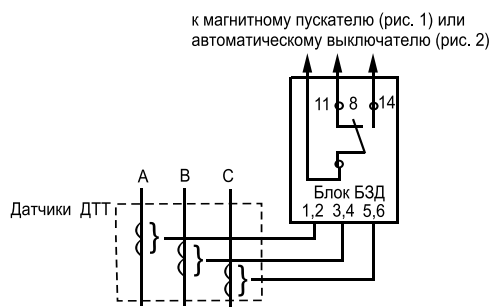 к магнитному пускателю (рис. 1) или
автоматическому выключателю (рис. 2)
11 8 14
A B C
Блок БЗД
Датчики ДТТ
1,2 3,4 5,6